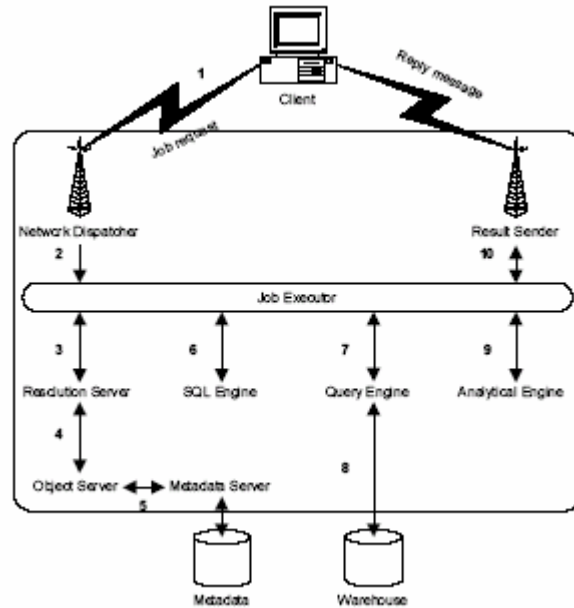 Client
1
Job request
Reply message
Network Dispatcher
Result Sender
2
10
Job Executor
3
6
7
9
Resolution Server
SQL Engine
Query Engine
Analytical Engine
4
8
Object Server
Metadata Server
5
Metadata
Warehouse